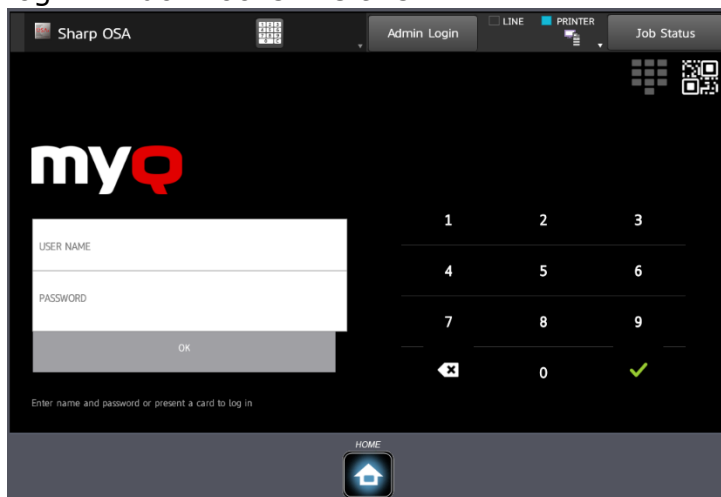 Sharp OSA
Admin Login
LINE
PRINTER
Job Status
myQ
USER NAME
PASSWORD
OK
Enter name and password or present a card to log in
1 2 3
4 5 6
7 8 9
0
HOME